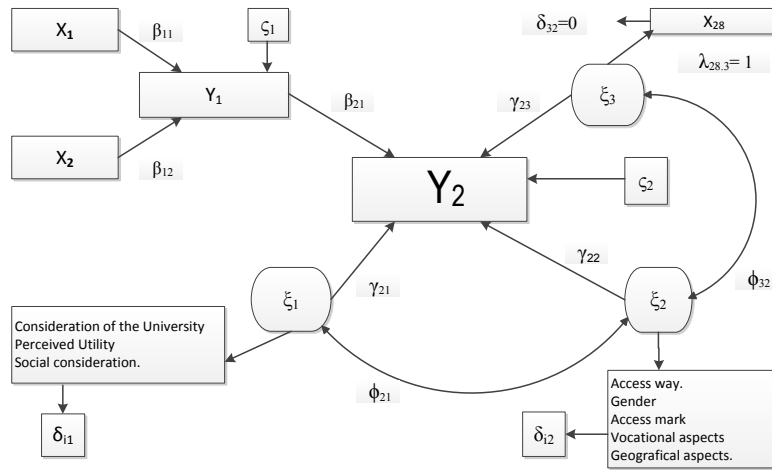 X₁
β₁₁
ς₁
δ₃₂=0
X₂₈
λ₂₈.₃= 1
Y₁
β₂₁
γ₂₃
ξ₃
X₂
β₁₂
Y₂
ς₂
γ₂₁
γ₂₂
ξ₁
ξ₂
ϕ₃₂
Consideration of the University
Perceived Utility
Social consideration.
ϕ₂₁
Access way.
Gender
Access mark
Vocational aspects
Geografical aspects.
δᵢ₁
δᵢ₂